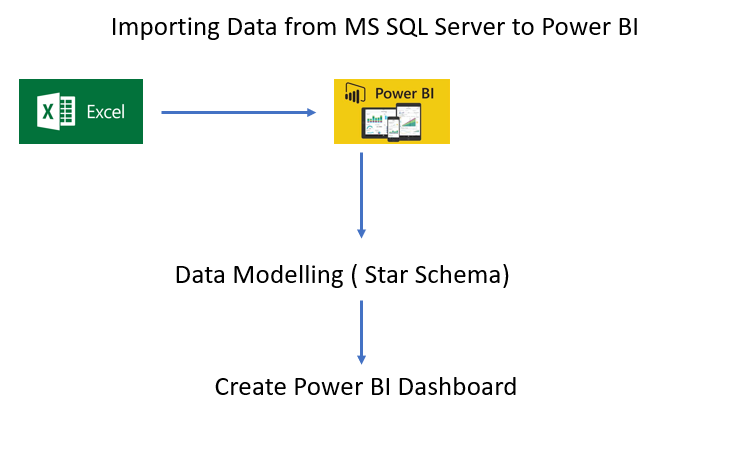 Importing Data from MS SQL Server to Power BI
Excel
Power BI
Data Modelling ( Star Schema)
Create Power BI Dashboard